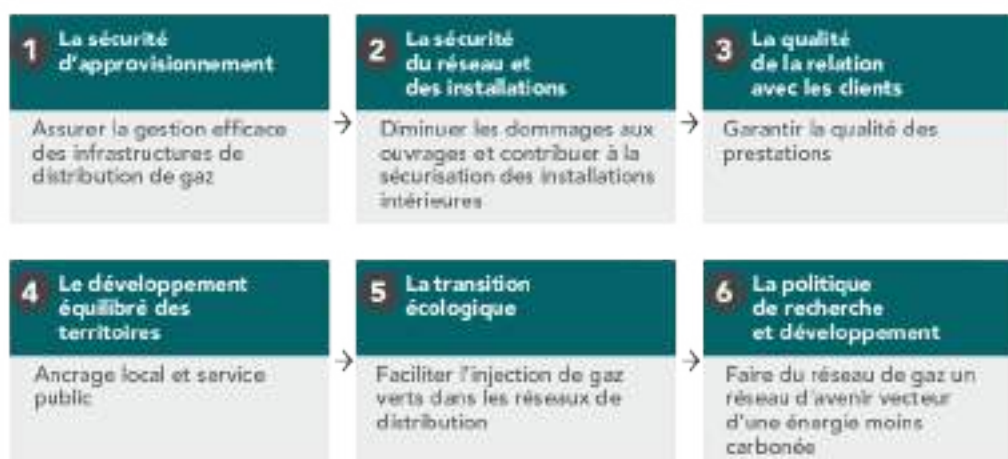 1 La sécurité
d'approvisionnement
Assurer la gestion efficace
des infrastructures de
distribution de gaz
→
2 La sécurité
du réseau et
des installations
Diminuer les dommages aux
ouvrages et contribuer à la
sécurisation des installations
intérieures
→
3 La qualité
de la relation
avec les clients
Garantir la qualité des
prestations
4 Le développement
équilibré des
territoires
Ancrage local et service
public
→
5 La transition
écologique
Faciliter l'injection de gaz
verts dans les réseaux de
distribution
→
6 La politique
de recherche
et développement
Faire du réseau de gaz un
réseau d'avenir vecteur
d'une énergie moins
carbonée